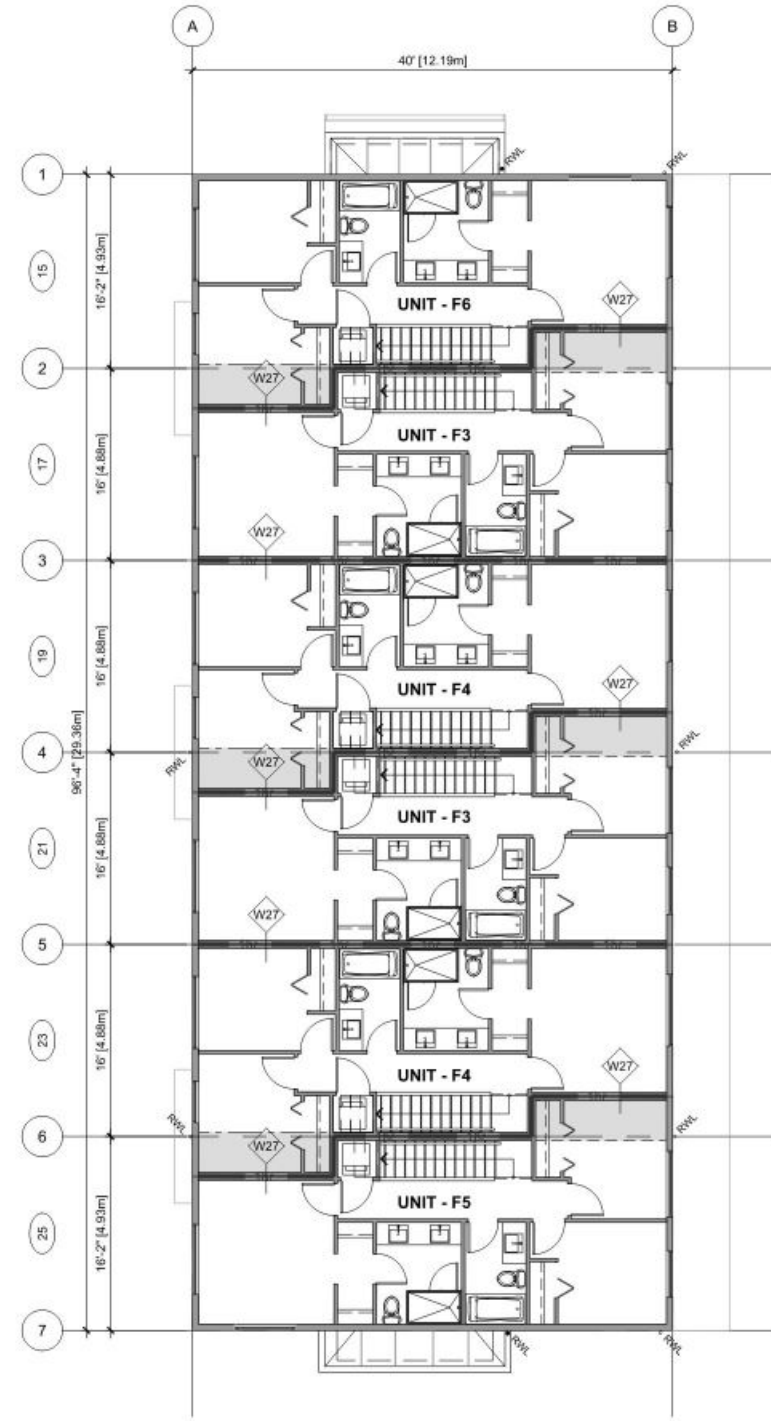 A
B
40' [12.19m]
RWL
RWL
1
15
16'-2" [4.93m]
UNIT - F6
W27
2
W27
UNIT - F3
17
16' [4.88m]
W27
3
19
16' [4.88m]
UNIT - F4
W27
96'-4" [29.36m]
4
RWL
RWL
W27
UNIT - F3
21
16' [4.88m]
W27
5
23
16' [4.88m]
UNIT - F4
W27
6
RWL
RWL
W27
UNIT - F5
25
16'-2" [4.93m]
7
RWL
RWL